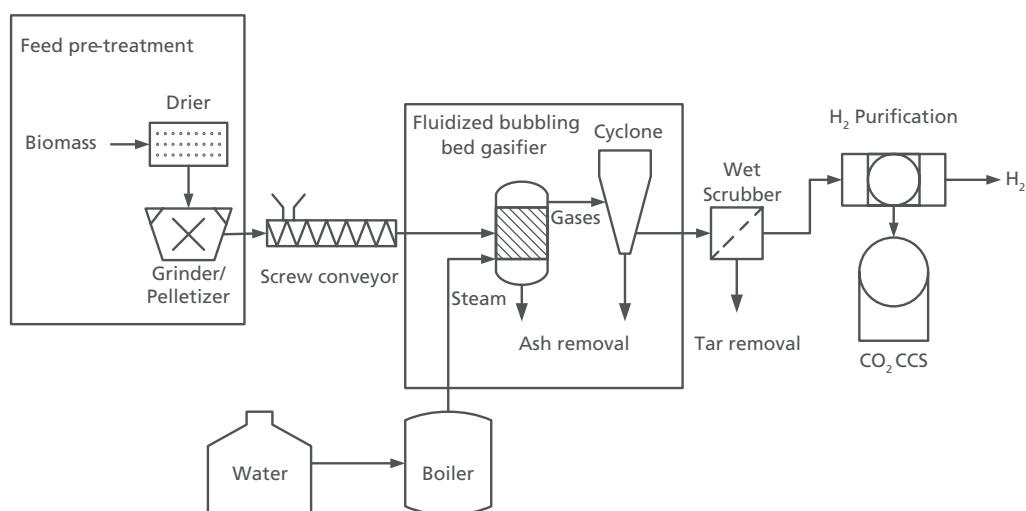 Feed pre-treatment
Drier
Biomass
Grinder/
Pelletizer
Screw conveyor
Fluidized bubbling
bed gasifier
Cyclone
Gases
Steam
Ash removal
Wet
Scrubber
Tar removal
H₂ Purification
H₂
CO₂ CCS
Water
Boiler